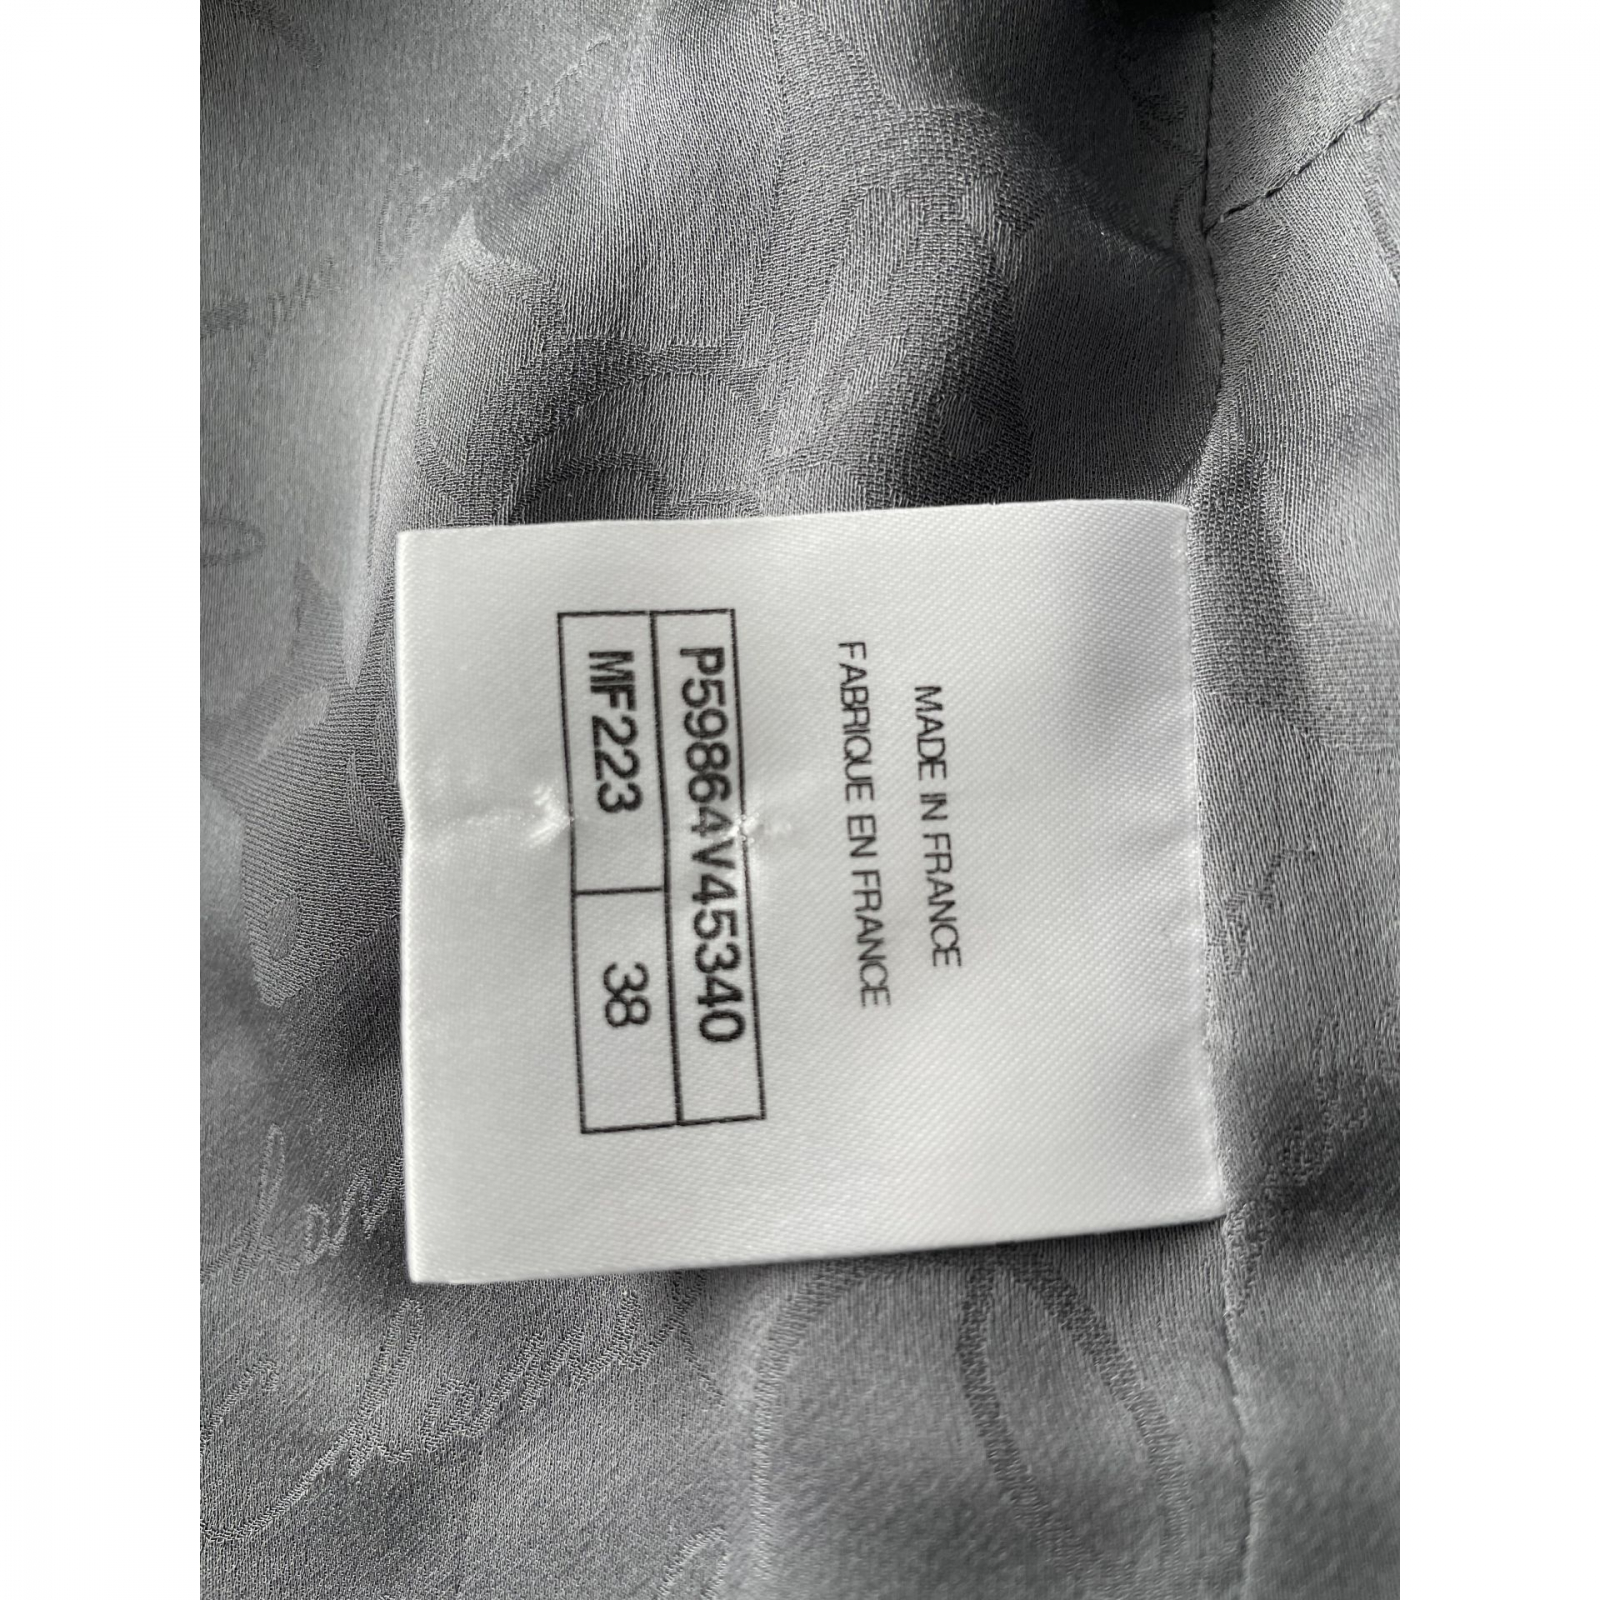 MADE IN FRANCE
FABRIQUE EN FRANCE
P59864V45340
MF223 38